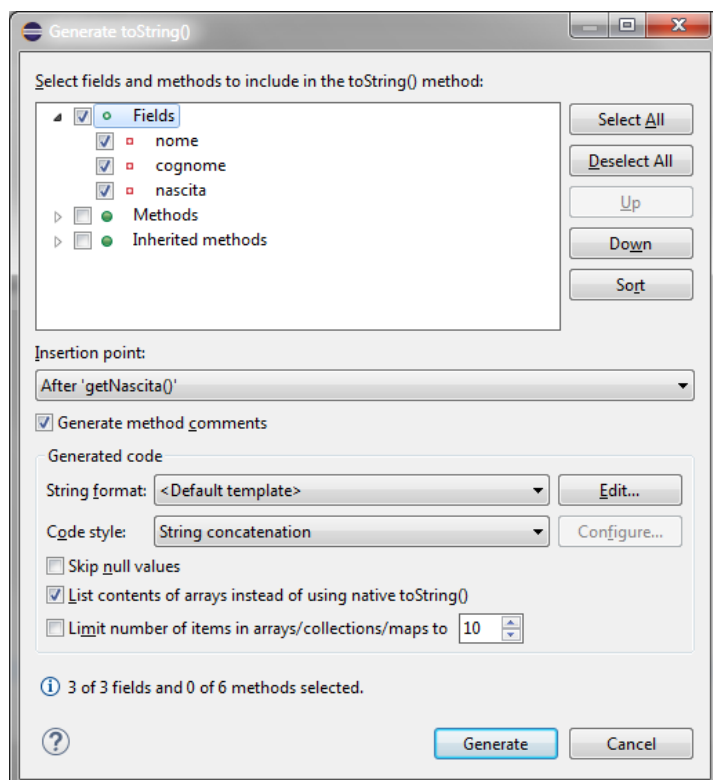 Generate toString()
Select fields and methods to include in the toString() method:
Fields
nome
cognome
nascita
Methods
Inherited methods
Select All
Deselect All
Up
Down
Sort
Insertion point:
After 'getNascita()'
Generate method comments
Generated code
String format: <Default template> Edit...
Code style: String concatenation Configure...
Skip null values
List contents of arrays instead of using native toString()
Limit number of items in arrays/collections/maps to 10
3 of 3 fields and 0 of 6 methods selected.
Generate Cancel